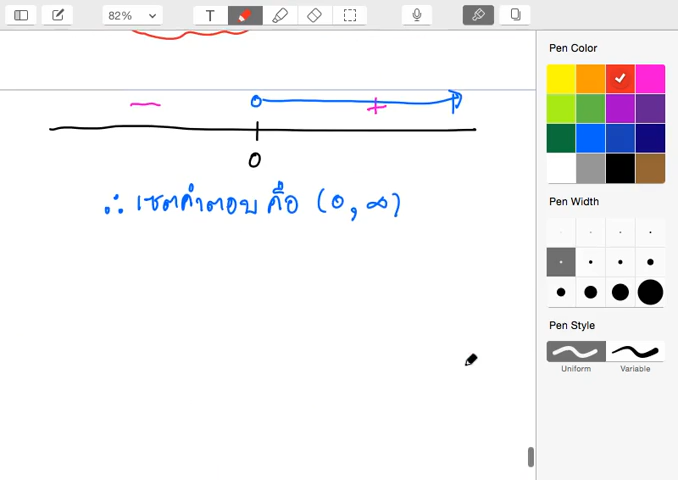 82%
T
Pen Color
− +
0
∴ เซตคำตอบคือ (0, ∞)
Pen Width
Pen Style
Uniform Variable